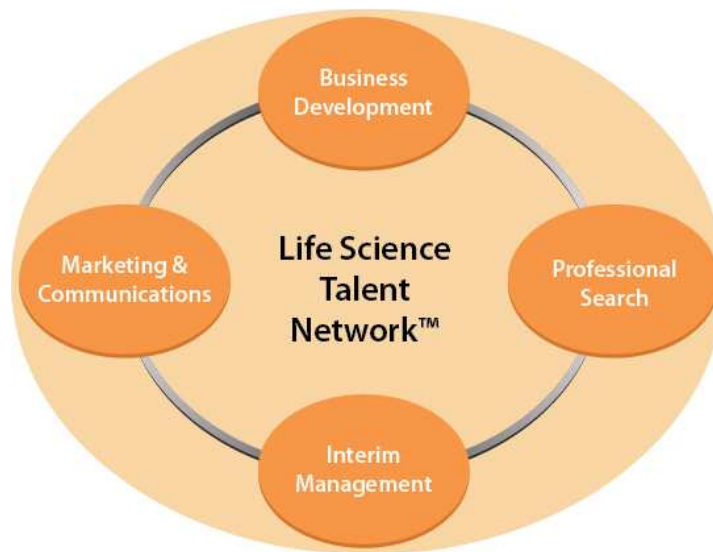 Business
Development
Marketing &
Communications
Life Science
Talent
Network™
Professional
Search
Interim
Management